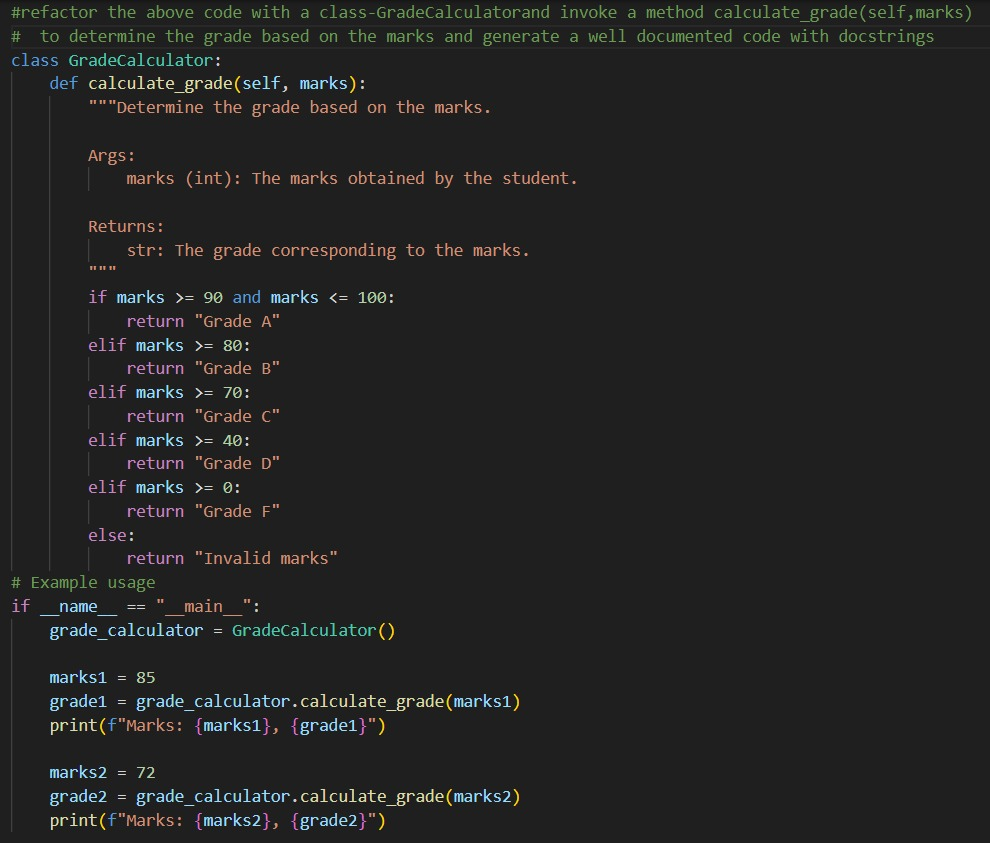 #refactor the above code with a class-GradeCalculatorand invoke a method calculate_grade(self,marks)
#  to determine the grade based on the marks and generate a well documented code with docstrings
class GradeCalculator:
    def calculate_grade(self, marks):
        """Determine the grade based on the marks.

        Args:
            marks (int): The marks obtained by the student.

        Returns:
            str: The grade corresponding to the marks.
        """
        if marks >= 90 and marks <= 100:
            return "Grade A"
        elif marks >= 80:
            return "Grade B"
        elif marks >= 70:
            return "Grade C"
        elif marks >= 40:
            return "Grade D"
        elif marks >= 0:
            return "Grade F"
        else:
            return "Invalid marks"
# Example usage
if __name__ == "__main__":
    grade_calculator = GradeCalculator()

    marks1 = 85
    grade1 = grade_calculator.calculate_grade(marks1)
    print(f"Marks: {marks1}, {grade1}")

    marks2 = 72
    grade2 = grade_calculator.calculate_grade(marks2)
    print(f"Marks: {marks2}, {grade2}")